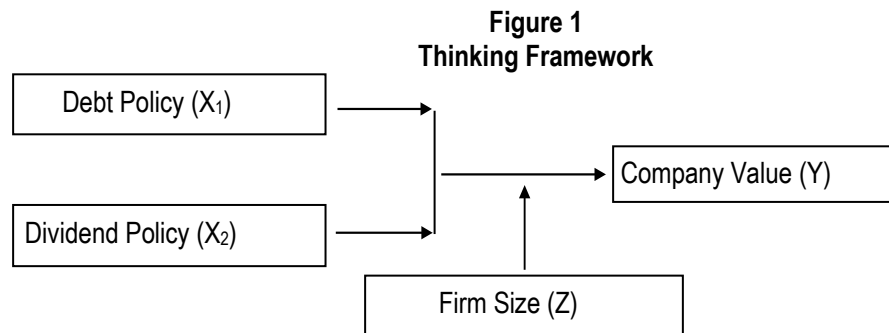 Figure 1
Thinking Framework
Debt Policy (X₁)
Company Value (Y)
Dividend Policy (X₂)
Firm Size (Z)